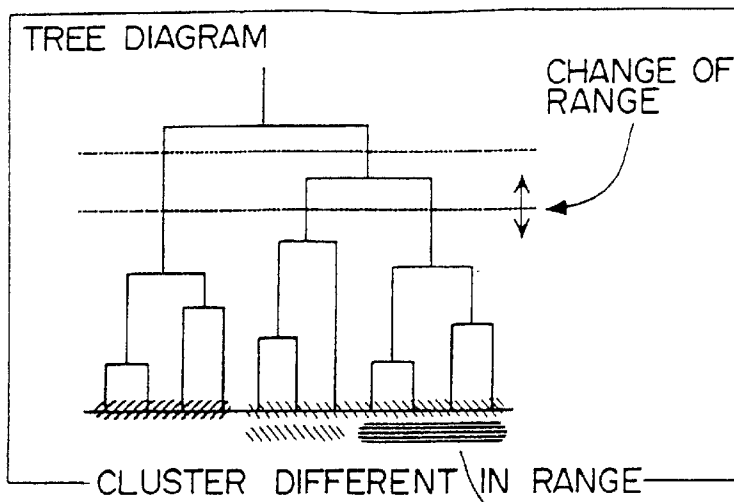 TREE DIAGRAM
CHANGE OF
RANGE
CLUSTER DIFFERENT IN RANGE